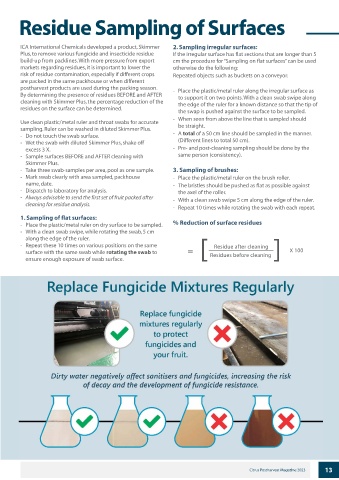 Residue Sampling of Surfaces
ICA International Chemicals developed a product, Skimmer
Plus, to remove various fungicide and insecticide residue
build-up from packlines. With more pressure from export
markets regarding residues, it is important to lower the
risk of residue contamination, especially if different crops
are packed in the same packhouse or when different
postharvest products are used during the packing season.
By determining the presence of residues BEFORE and AFTER
cleaning with Skimmer Plus, the percentage reduction of the
residues on the surface can be determined.
Use clean plastic/metal ruler and throat swabs for accurate
sampling. Ruler can be washed in diluted Skimmer Plus.
- Do not touch the swab surface.
- Wet the swab with diluted Skimmer Plus, shake off
excess 3 X.
- Sample surfaces BEFORE and AFTER cleaning with
Skimmer Plus.
- Take three swab samples per area, pool as one sample.
- Mark swab clearly with area sampled, packhouse
name, date.
- Dispatch to laboratory for analysis.
- Always advisable to send the first set of fruit packed after
cleaning for residue analysis.
1. Sampling of flat surfaces:
- Place the plastic/metal ruler on dry surface to be sampled.
- With a clean swab swipe, while rotating the swab, 5 cm
along the edge of the ruler.
- Repeat these 10 times on various positions on the same
surface with the same swab while rotating the swab to
ensure enough exposure of swab surface.
2. Sampling irregular surfaces:
If the irregular surface has flat sections that are longer than 5
cm the procedure for "Sampling on flat surfaces" can be used
otherwise do the following:
Repeated objects such as buckets on a conveyor.
- Place the plastic/metal ruler along the irregular surface as
to support it on two points. With a clean swab swipe along
the edge of the ruler for a known distance so that the tip of
the swap is pushed against the surface to be sampled.
- When seen from above the line that is sampled should
be straight.
- A total of a 50 cm line should be sampled in the manner.
(Different lines to total 50 cm).
- Pre- and post-cleaning sampling should be done by the
same person (consistency).
3. Sampling of brushes:
- Place the plastic/metal ruler on the brush roller.
- The bristles should be pushed as flat as possible against
the axel of the roller.
- With a clean swab swipe 5 cm along the edge of the ruler.
- Repeat 10 times while rotating the swab with each repeat.
% Reduction of surface residues
= [ Residue after cleaning
Residues before cleaning ] X 100
Replace Fungicide Mixtures Regularly
Replace fungicide
mixtures regularly
to protect
fungicides and
your fruit.
Dirty water negatively affect sanitisers and fungicides, increasing the risk
of decay and the development of fungicide resistance.
Citrus Postharvest Magazine 2022 13